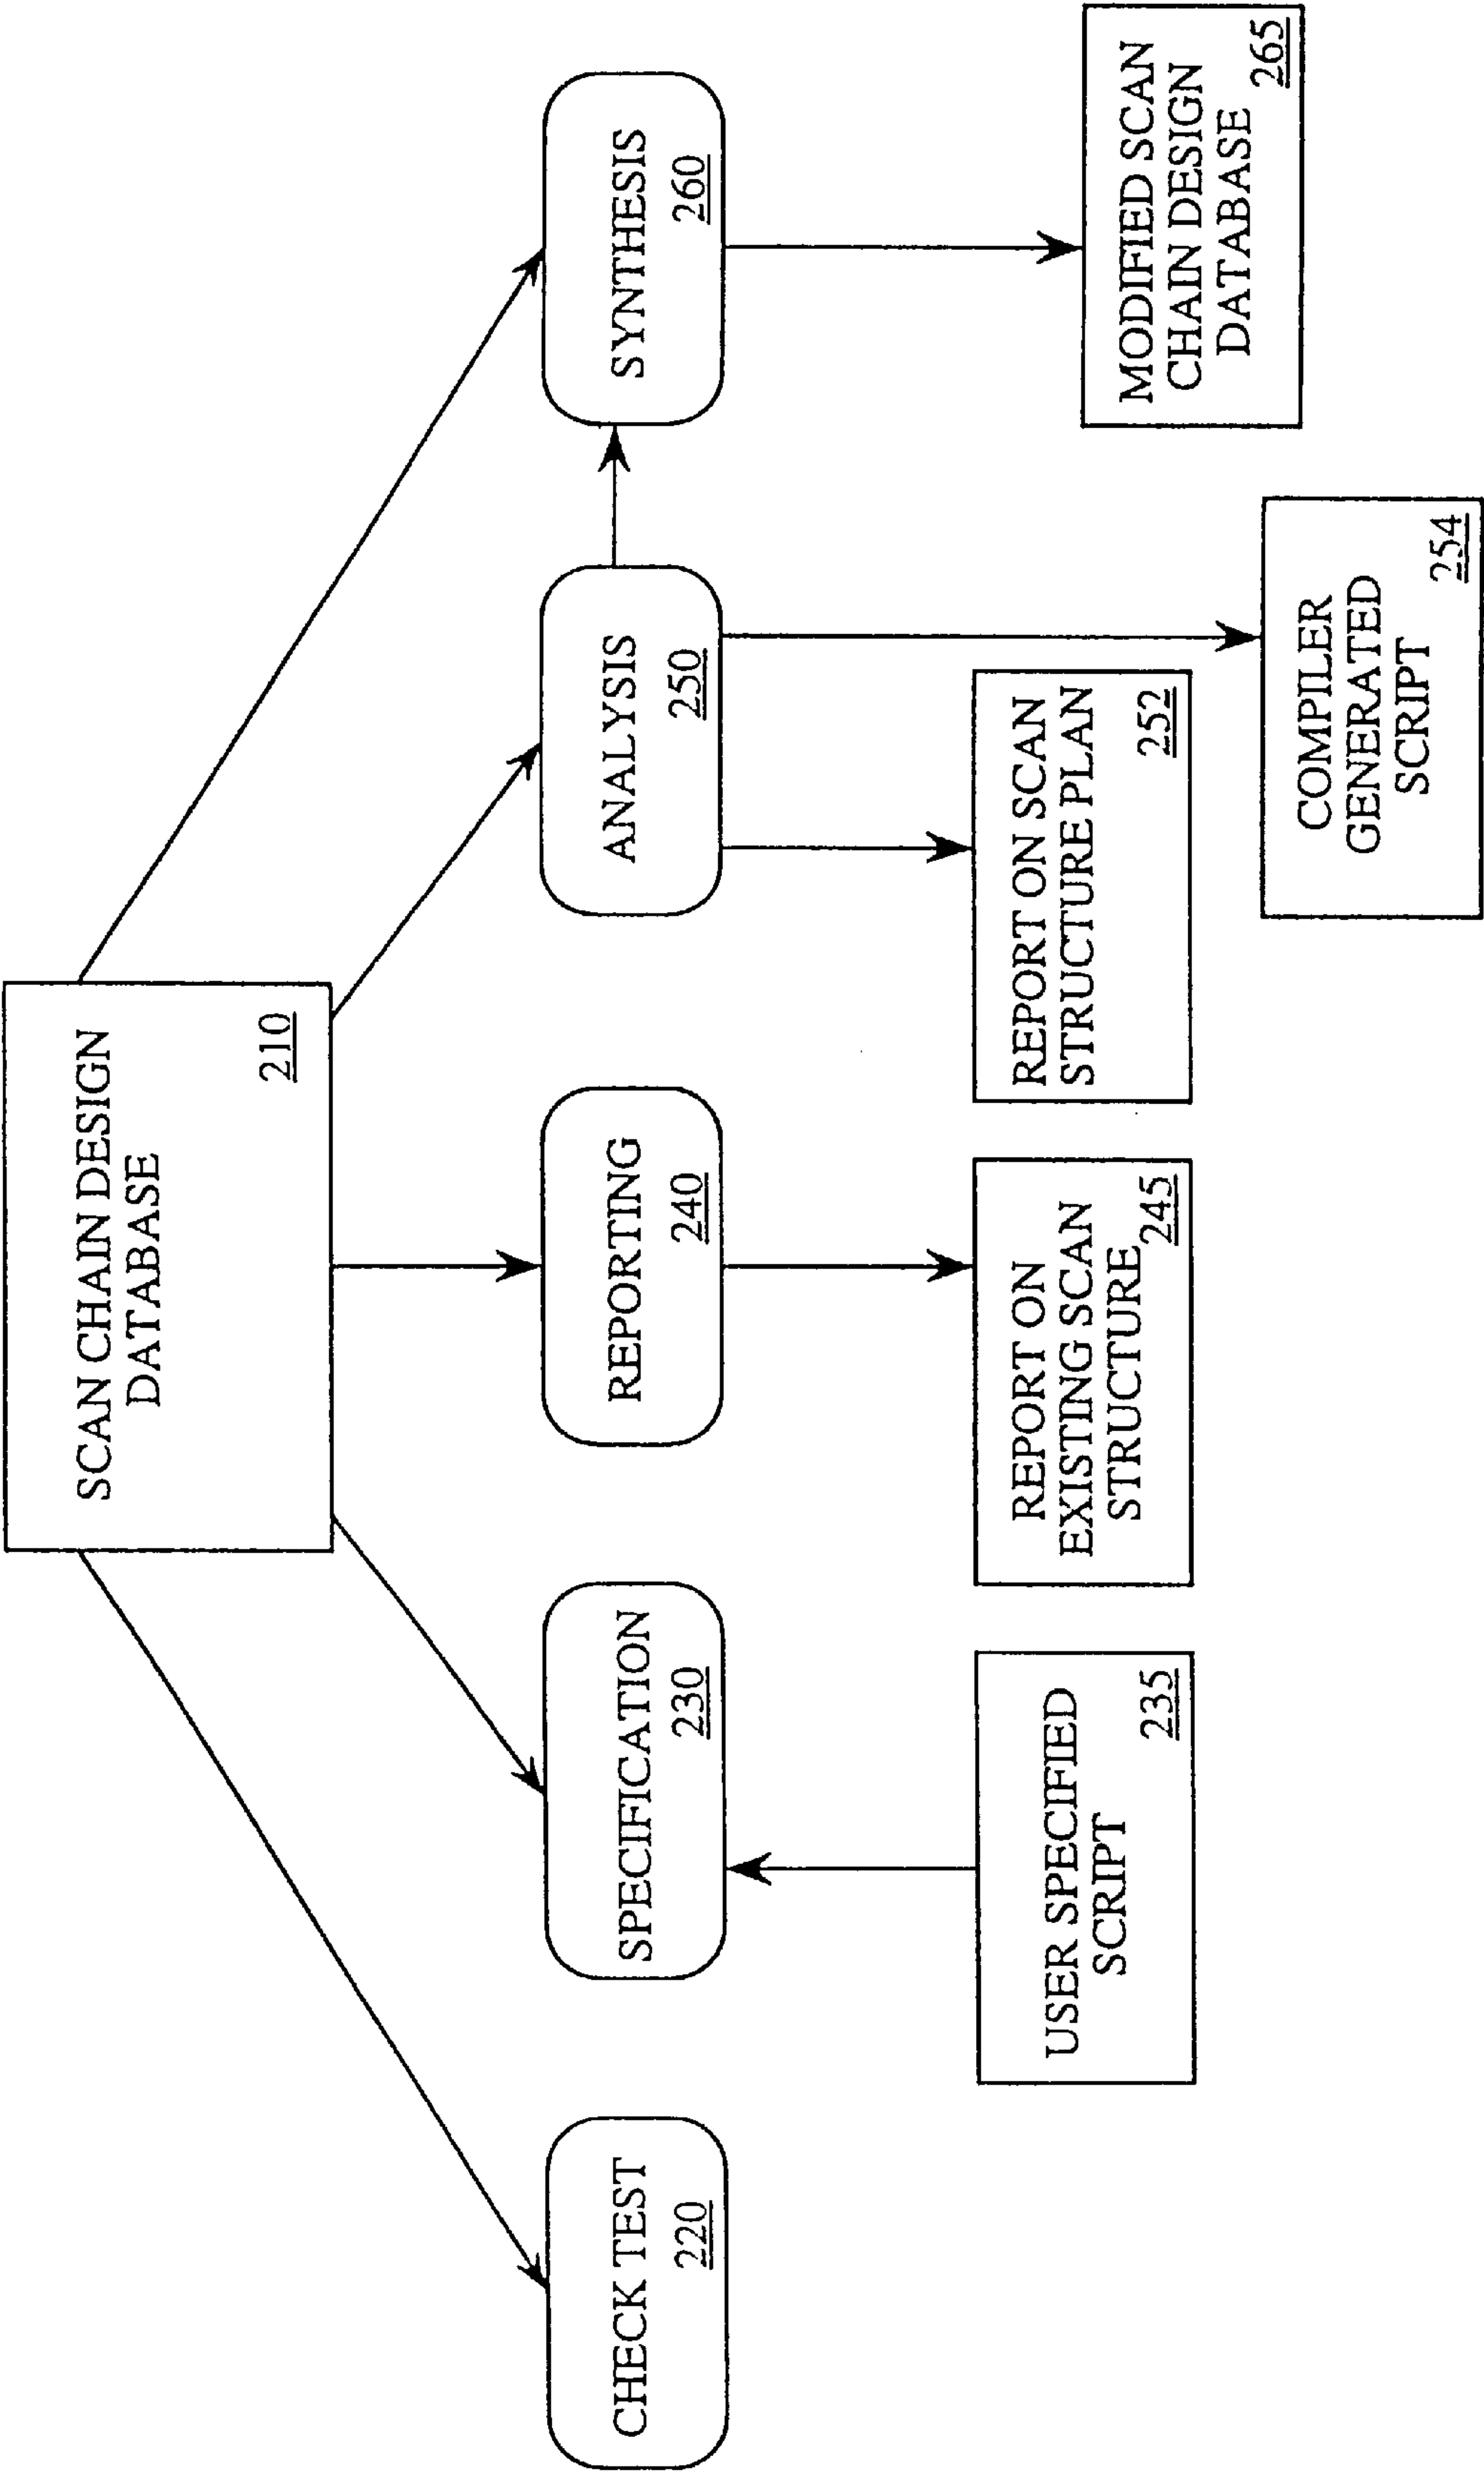 SCAN CHAIN DESIGN
DATABASE
210
CHECK TEST
220
SPECIFICATION
230
REPORTING
240
ANALYSIS
250
SYNTHESIS
260
USER SPECIFIED
SCRIPT
235
REPORT ON
EXISTING SCAN
STRUCTURE
245
REPORT ON SCAN
STRUCTURE PLAN
252
COMPILER
GENERATED
SCRIPT
254
MODIFIED SCAN
CHAIN DESIGN
DATABASE
265